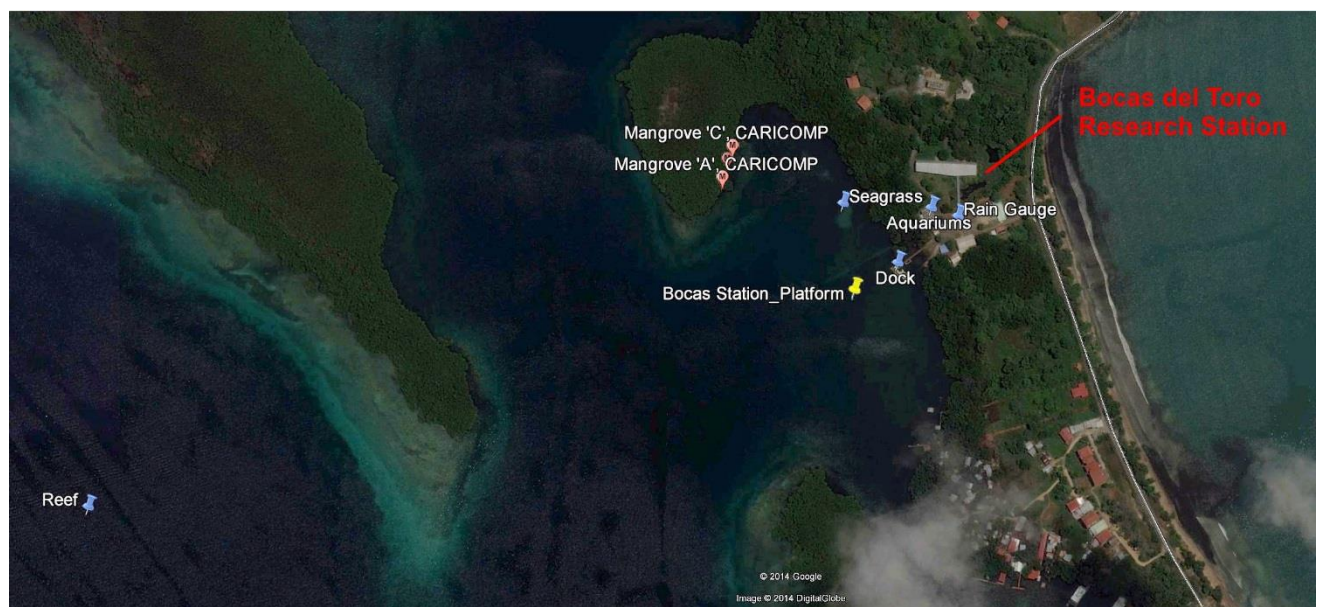 Bocas del Toro
Research Station
Mangrove 'C', CARICOMP
Mangrove 'A', CARICOMP
Seagrass
Rain Gauge
Aquariums
Dock
Bocas Station_Platform
Reef
© 2014 Google
Image © 2014 DigitalGlobe